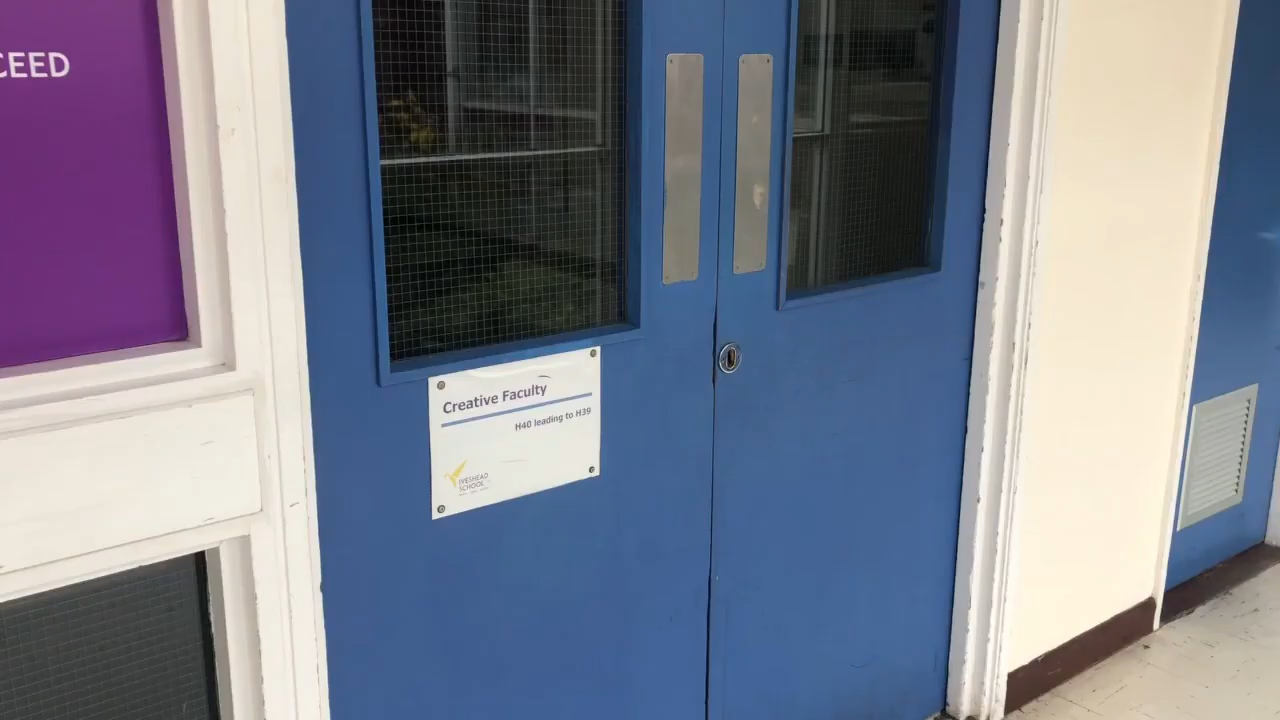 CEED
Creative Faculty
H40 leading to H39
IVESHEAD
SCHOOL